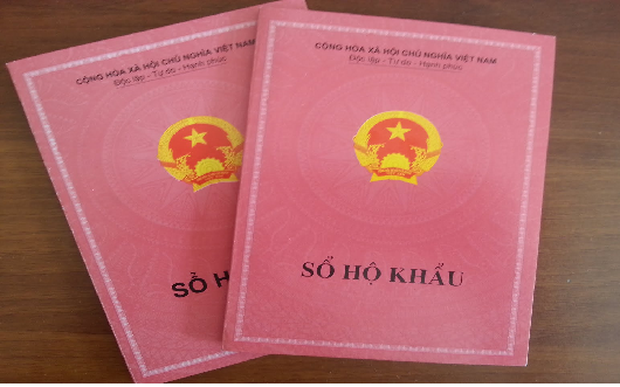 CỘNG HÒA XÃ HỘI CHỦ NGHĨA VIỆT NAM
Độc lập - Tự do - Hạnh phúc
SỔ H
CỘNG HÒA XÃ HỘI CHỦ NGHĨA VIỆT NAM
Độc lập - Tự do - Hạnh phúc
SỔ HỘ KHẨU